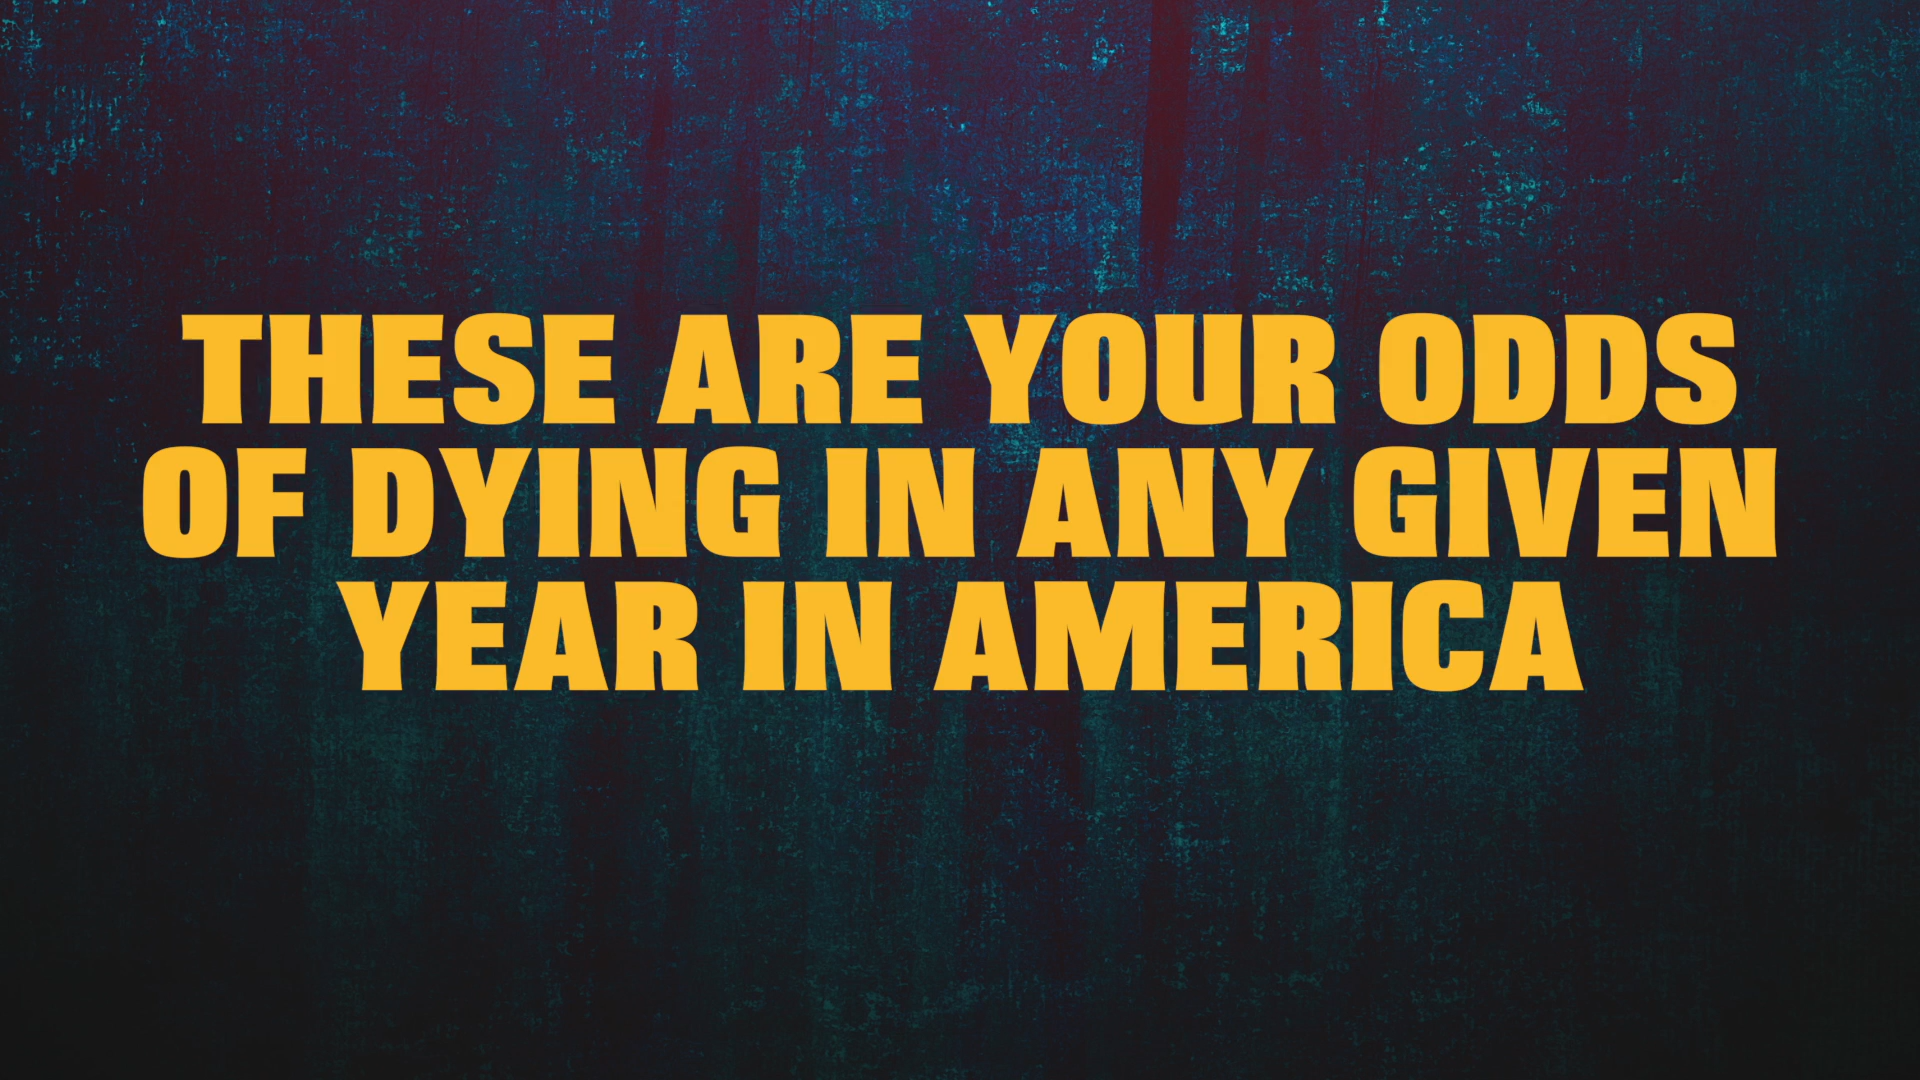 THESE ARE YOUR ODDS
OF DYING IN ANY GIVEN
YEAR IN AMERICA